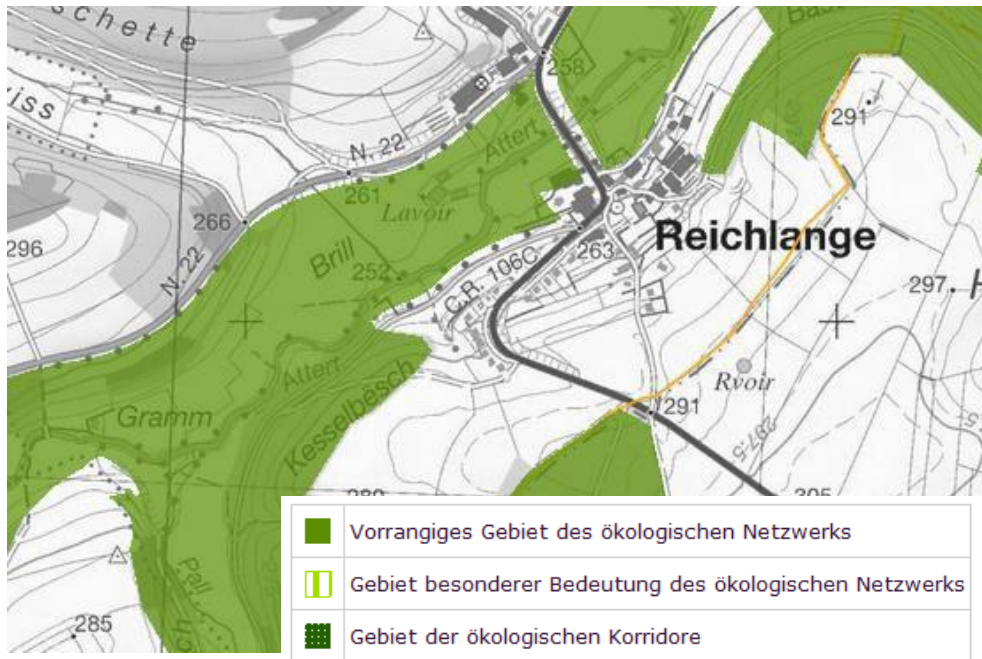 schette
iss
258
N. 22
Attert
291
261
Lavoir
266
296
263
Reichlange
Brill
252
C.R. 106C
N. 22
297
H
Attert
Rvoir
Kesselbësch
291
297.5
Gramm
305
Pall
285
Vorrangiges Gebiet des ökologischen Netzwerks
Gebiet besonderer Bedeutung des ökologischen Netzwerks
Gebiet der ökologischen Korridore